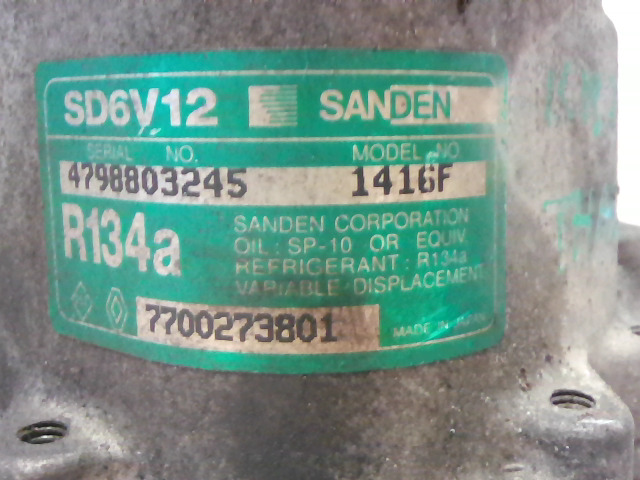 SD6V12 SANDEN
SERIAL NO. MODEL NO
4798803245 1416F
R134a
SANDEN CORPORATION
OIL : SP-10 OR EQUIV.
REFRIGERANT : R134a
VARIABLE DISPLACEMENT
7700273801
MADE IN JAPAN